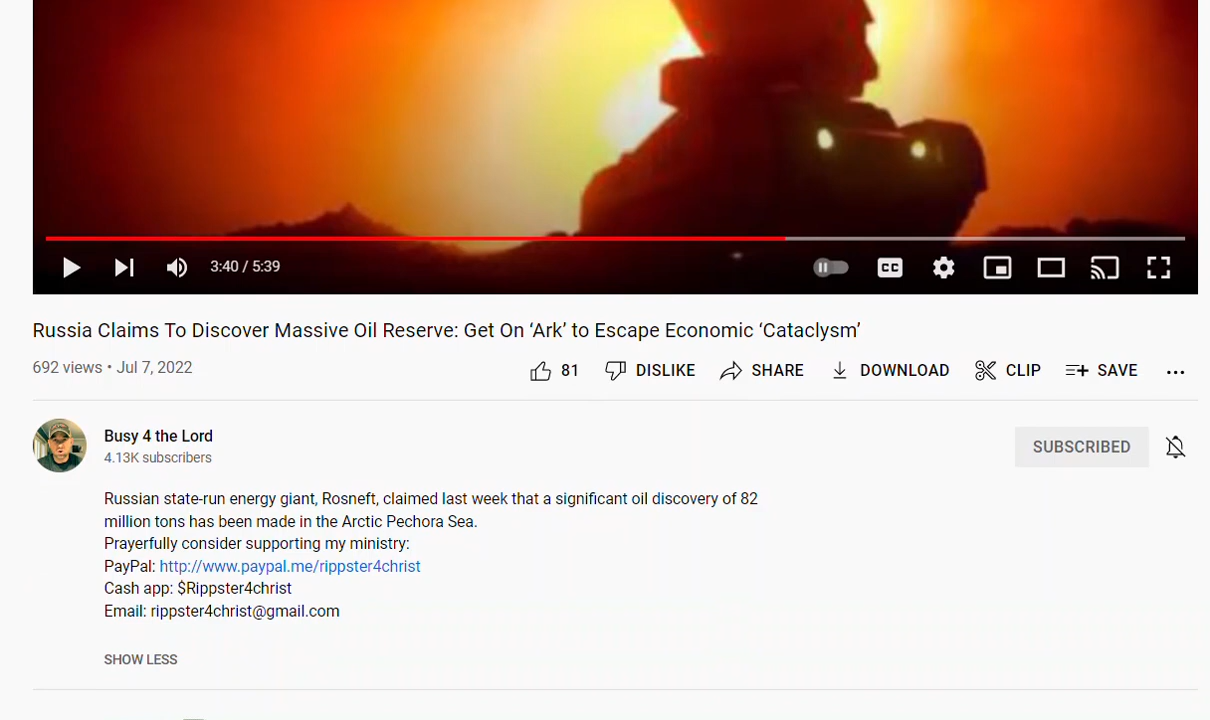 3:40 / 5:39
CC
Russia Claims To Discover Massive Oil Reserve: Get On ‘Ark’ to Escape Economic ‘Cataclysm’
692 views • Jul 7, 2022
81 DISLIKE SHARE DOWNLOAD CLIP SAVE ...
Busy 4 the Lord
4.13K subscribers
SUBSCRIBED
Russian state-run energy giant, Rosneft, claimed last week that a significant oil discovery of 82
million tons has been made in the Arctic Pechora Sea.
Prayerfully consider supporting my ministry:
PayPal: http://www.paypal.me/rippster4christ
Cash app: $Rippster4christ
Email: rippster4christ@gmail.com
SHOW LESS